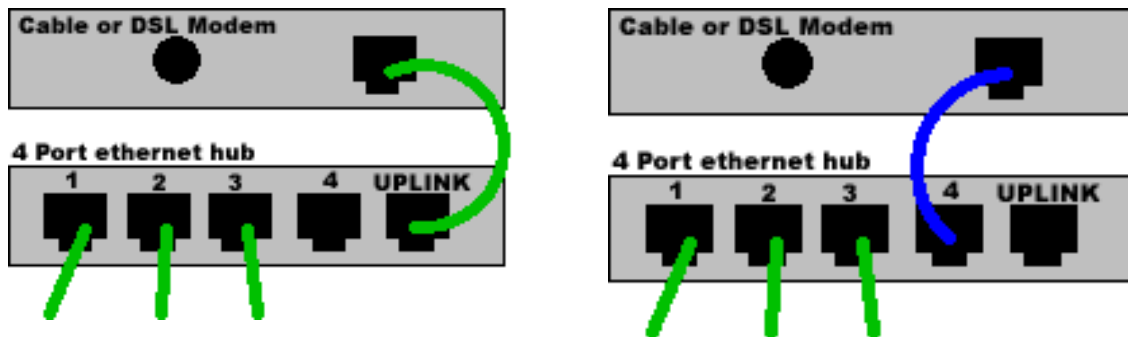 Cable or DSL Modem
4 Port ethernet hub
1 2 3 4 UPLINK
Cable or DSL Modem
4 Port ethernet hub
1 2 3 4 UPLINK